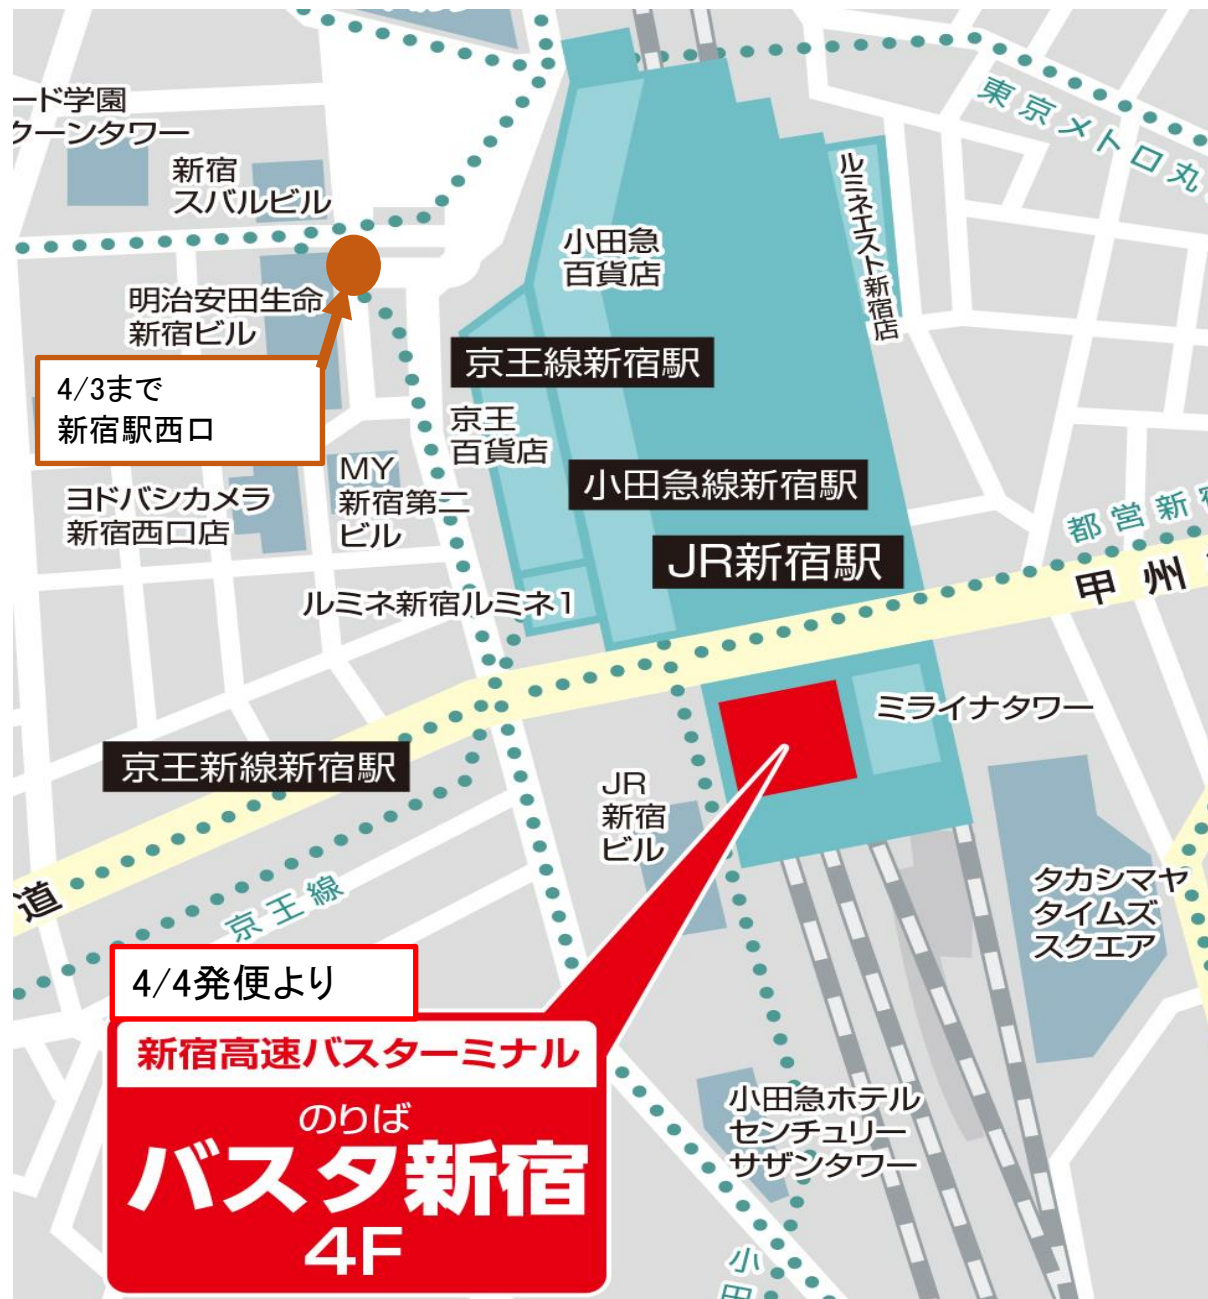 ード学園
クーンタワー
新宿
スバルビル
東京メトロ丸
ルミネエスト新宿店
小田急
百貨店
明治安田生命
新宿ビル
京王線新宿駅
4/3まで
新宿駅西口
京王
百貨店
小田急線新宿駅
MY
新宿第二
ビル
ヨドバシカメラ
新宿西口店
都営新
JR新宿駅
甲州
ルミネ新宿ルミネ1
ミライナタワー
京王新線新宿駅
JR
新宿
ビル
道
京王線
タカシマヤ
タイムズ
スクエア
4/4発便より
新宿高速バスターミナル
のりば
バスタ新宿
4F
小田急ホテル
センチュリー
サザンタワー
小
田